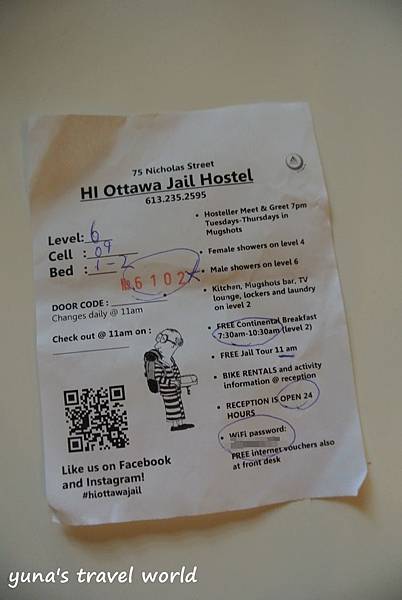 75 Nicholas Street
HI Ottawa Jail Hostel
613.235.2595
Level: 6
Cell : 09
Bed : 1-2
№ 6102
DOOR CODE :
Changes daily @ 11am
Check out @ 11am on :
Like us on Facebook
and Instagram!
#hiottawajail
• Hosteller Meet & Greet 7pm
Tuesdays-Thursdays in
Mugshots
• Female showers on level 4
• Male showers on level 6
• Kitchan, Mugshols bar, TV
lounge, lockers and laundry
on level 2
• FREE Continental Breakfast
7:30am-10:30am (level 2)
• FREE Jail Tour 11 am
• BIKE RENTALS and activity
information @ reception
• RECEPTION IS OPEN 24
HOURS
• WiFi password:
FREE internet vouchers also
at front desk
yuna's travel world